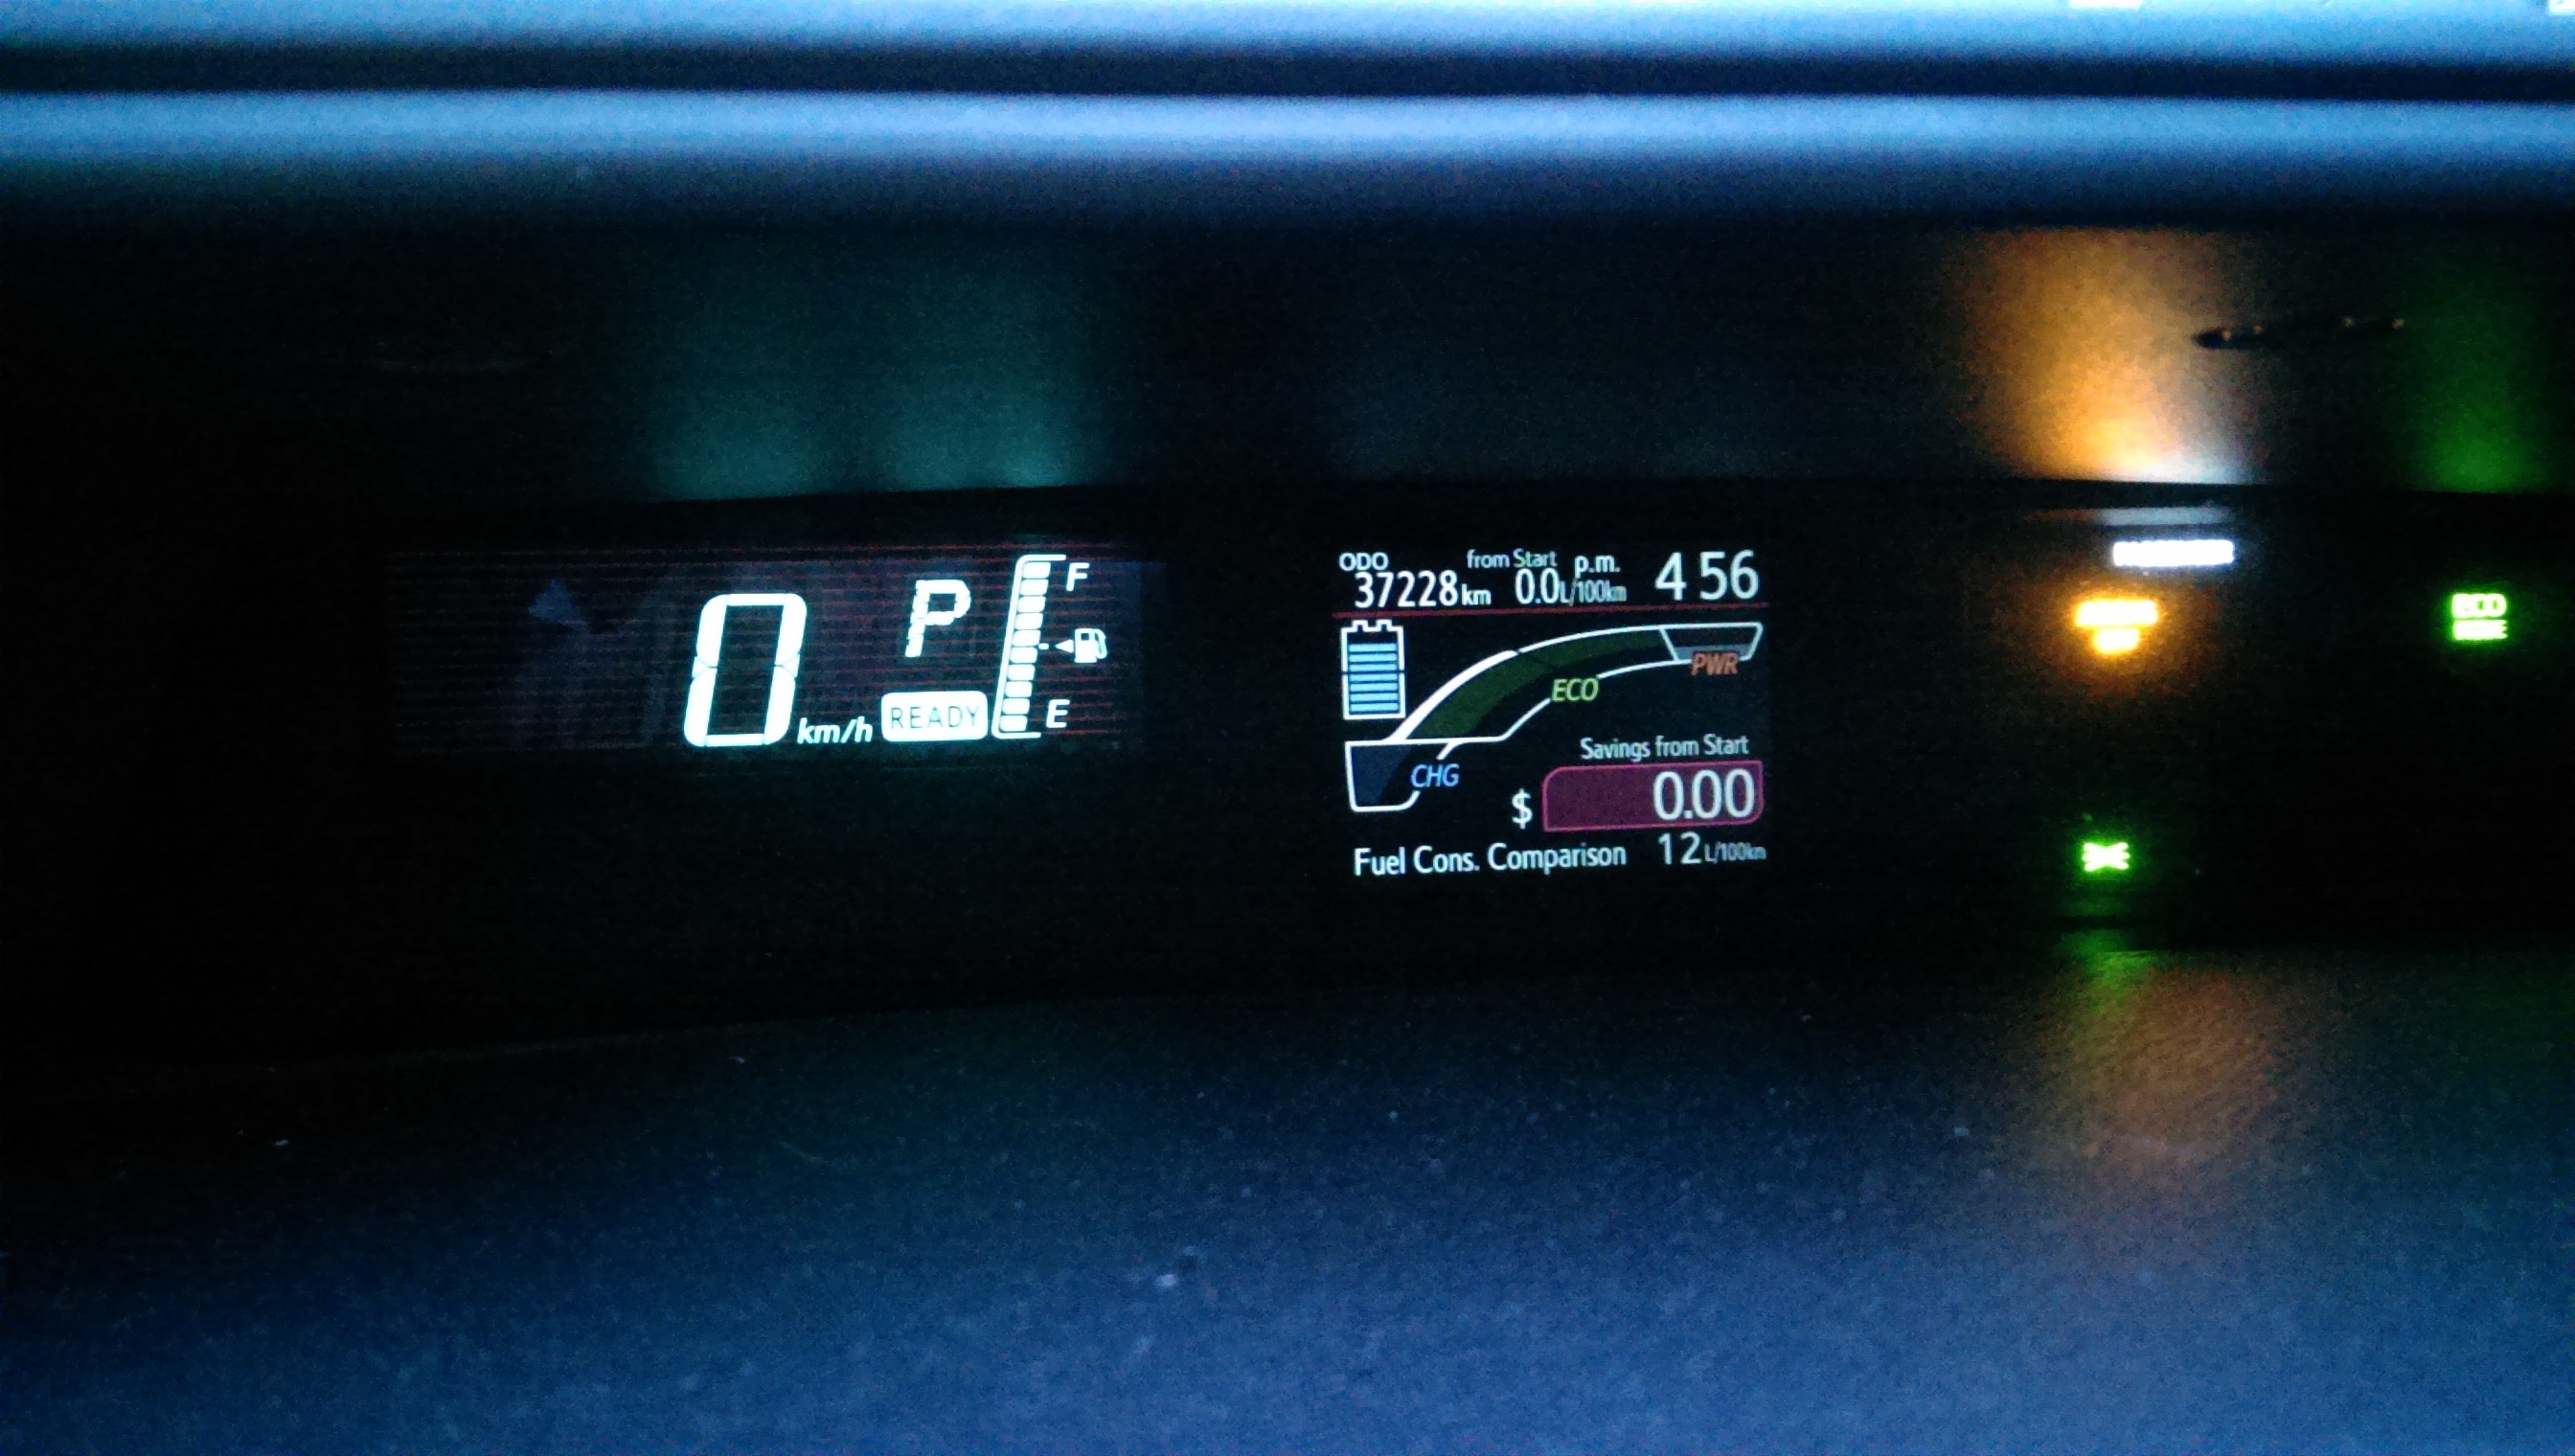 0 km/h
P
READY
F
E
ODO from Start p.m. 4 56
37228 km 0.0 L/100km
PWR
ECO
CHG
Savings from Start
$ 0.00
Fuel Cons. Comparison 12 L/100km
ECO